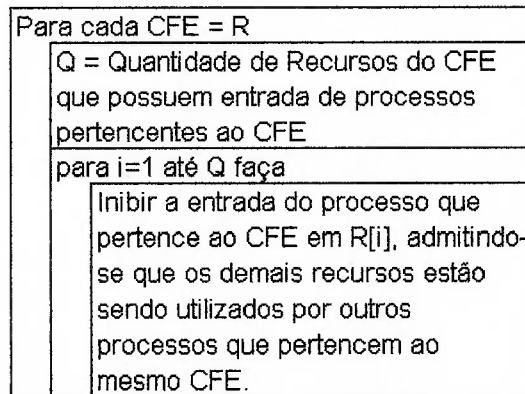 Para cada CFE = R
Q = Quantidade de Recursos do CFE
que possuem entrada de processos
pertencentes ao CFE
para i=1 até Q faça
Inibir a entrada do processo que
pertence ao CFE em R[i], admitindo-
se que os demais recursos estão
sendo utilizados por outros
processos que pertencem ao
mesmo CFE.